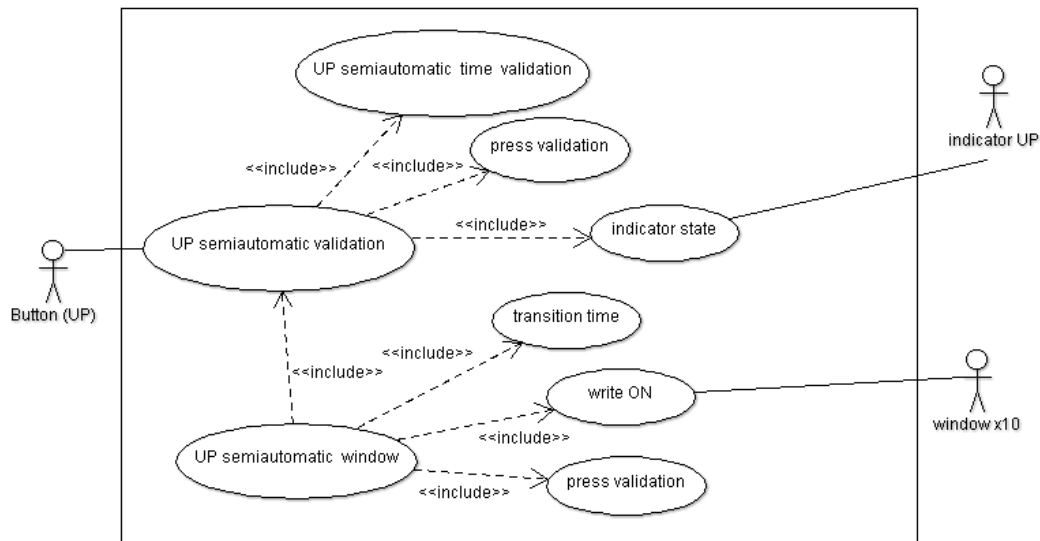 UP semiautomatic time validation
press validation
<<include>>
<<include>>
indicator UP
<<include>>
indicator state
UP semiautomatic validation
Button (UP)
transition time
<<include>>
<<include>>
write ON
window x10
<<include>>
UP semiautomatic window
press validation
<<include>>